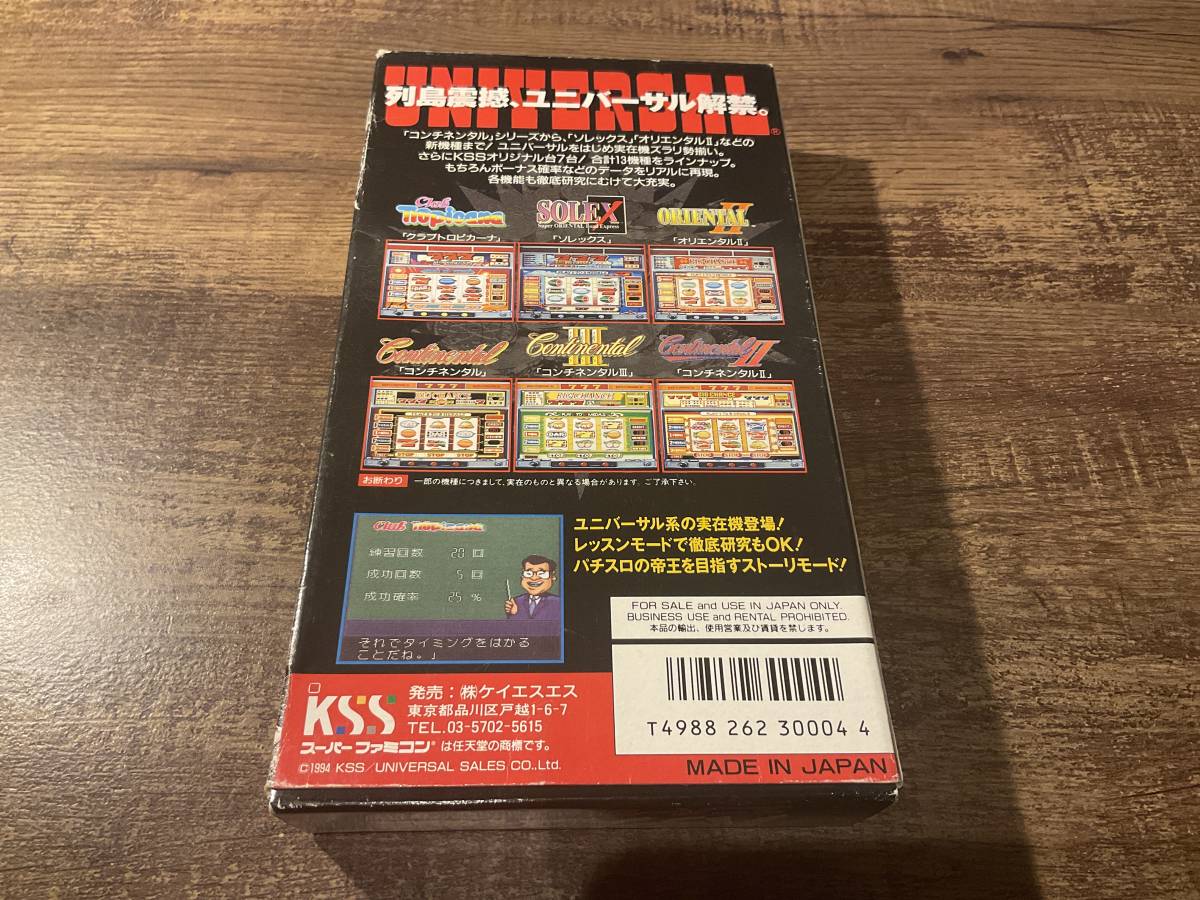 UNIVERSAL®
列島震撼、ユニバーサル解禁。
「コンチネンタル」シリーズから、「ソレックス」「オリエンタルⅡ」などの
新機種まで! ユニバーサルをはじめ実在機ズラリ勢揃い。
さらにKSSオリジナル台7台! 合計13機種をラインナップ。
もちろんボーナス確率などのデータをリアルに再現。
各機能も徹底研究にむけて大充実。
Club Tropicana
SOLEX
Super ORIENTAL Road Express
ORIENTAL II
「クラブトロピカーナ」
「ソレックス」
「オリエンタルⅡ」
BIG CHANCE
Continental
Continental III
Continental II
「コンチネンタル」
「コンチネンタルⅢ」
「コンチネンタルⅡ」
777
777
777
BIG CHANCE
BIG CHANCE
BIG CHANCE
STOP STOP STOP
お断わり 一部の機種につきまして、実在のものと異なる場合があります。ご了承下さい。
Club Tropicana
練習回数 20 回
成功回数 5 回
成功確率 25 %
それでタイミングをはかる
ことだね。」
ユニバーサル系の実在機登場!
レッスンモードで徹底研究もOK!
パチスロの帝王を目指すストーリモード!
FOR SALE and USE IN JAPAN ONLY.
BUSINESS USE and RENTAL PROHIBITED.
本品の輸出、使用営業及び賃貸を禁じます。
T4988 262 30004 4
KSS
発売:㈱ケイエスエス
東京都品川区戸越1-6-7
TEL.03-5702-5615
スーパーファミコン®は任天堂の商標です。
©1994 KSS/UNIVERSAL SALES CO.,Ltd.
MADE IN JAPAN